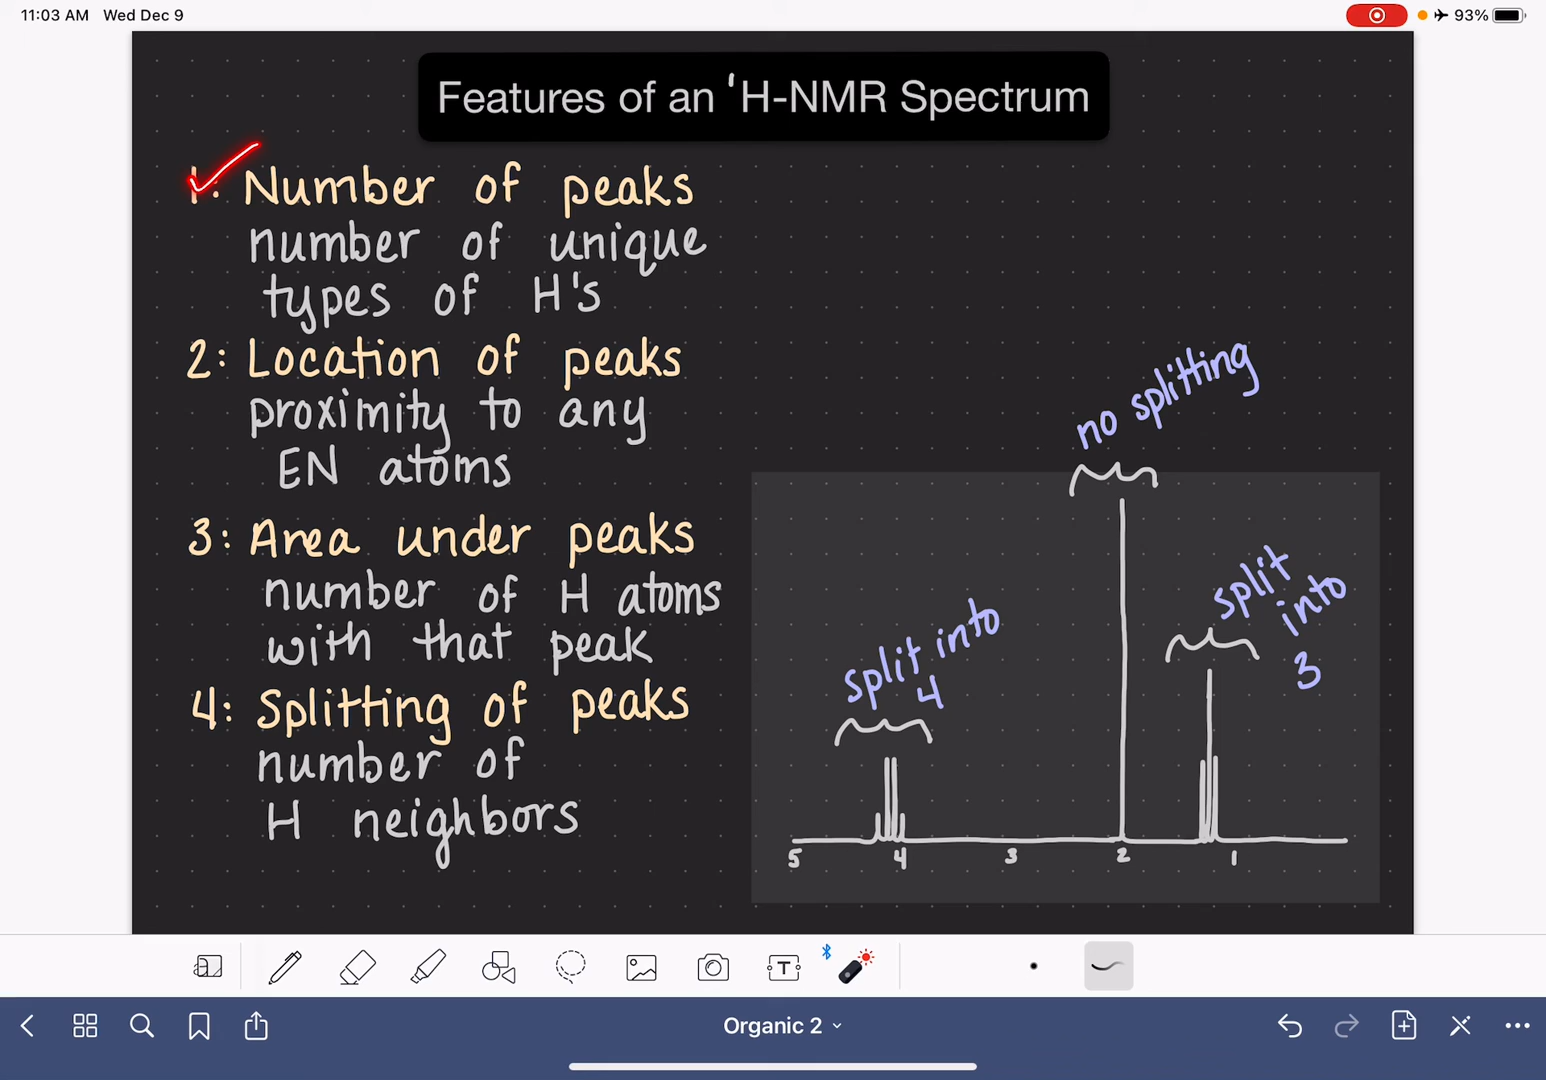 11:03 AM Wed Dec 9
93%
Features of an 'H-NMR Spectrum
1: Number of peaks
number of unique
types of H's
2: Location of peaks
proximity to any
EN atoms
3: Area under peaks
number of H atoms
with that peak
4: Splitting of peaks
number of
H neighbors
no splitting
split into
4
split
into
3
5 4 3 2 1
T
Organic 2